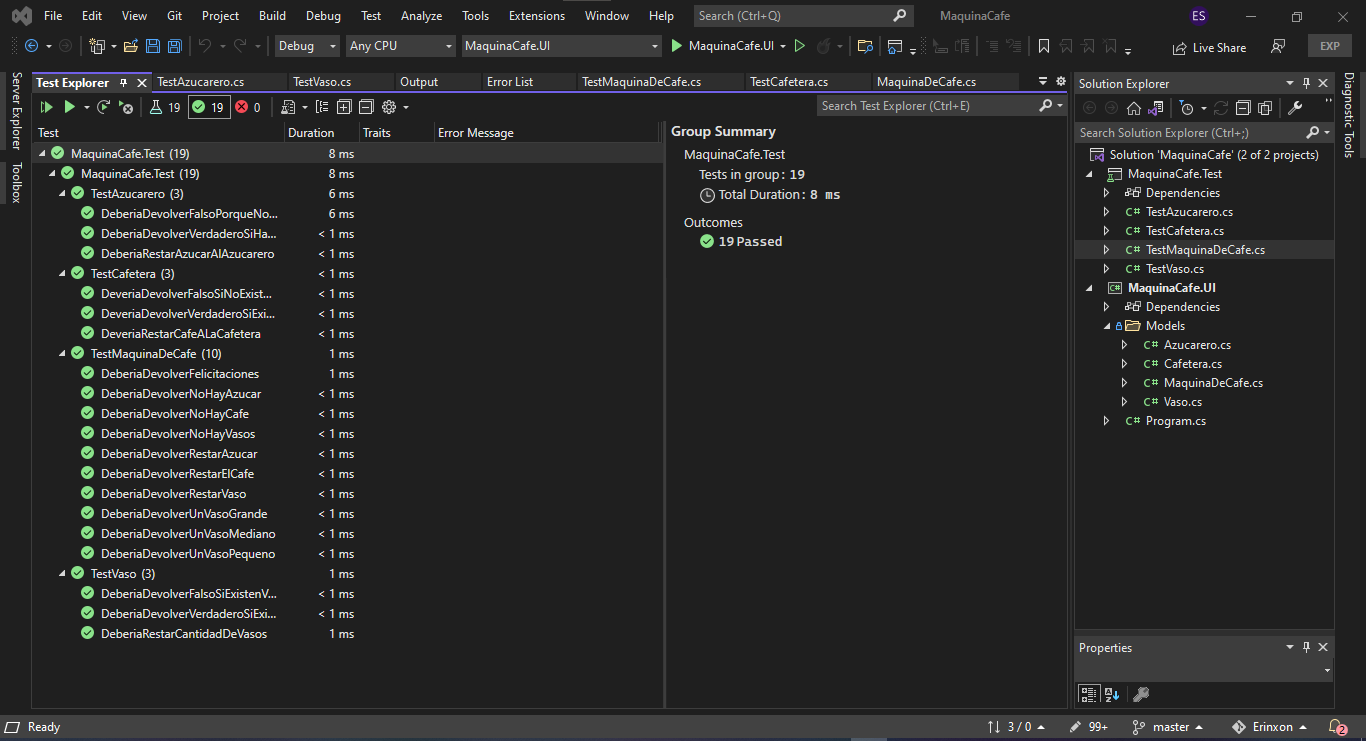 File Edit View Git Project Build Debug Test Analyze Tools Extensions Window Help Search (Ctrl+Q) MaquinaCafe ES
Debug Any CPU MaquinaCafe.UI MaquinaCafe.UI Live Share EXP
Server Explorer
Toolbox
Test Explorer TestAzucarero.cs TestVaso.cs Output Error List TestMaquinaDeCafe.cs TestCafetera.cs MaquinaDeCafe.cs
19 19 0 Search Test Explorer (Ctrl+E)
Test Duration Traits Error Message
MaquinaCafe.Test (19) 8 ms
MaquinaCafe.Test (19) 8 ms
TestAzucarero (3) 6 ms
DeberiaDevolverFalsoPorqueNo... 6 ms
DeberiaDevolverVerdaderoSiHa... < 1 ms
DeberiaRestarAzucarAlAzucarero < 1 ms
TestCafetera (3) < 1 ms
DeveriaDevolverFalsoSiNoExist... < 1 ms
DeveriaDevolverVerdaderoSiExi... < 1 ms
DeveriaRestarCafeALaCafetera < 1 ms
TestMaquinaDeCafe (10) 1 ms
DeberiaDevolverFelicitaciones 1 ms
DeberiaDevolverNoHayAzucar < 1 ms
DeberiaDevolverNoHayCafe < 1 ms
DeberiaDevolverNoHayVasos < 1 ms
DeberiaDevolverRestarAzucar < 1 ms
DeberiaDevolverRestarElCafe < 1 ms
DeberiaDevolverRestarVaso < 1 ms
DeberiaDevolverUnVasoGrande < 1 ms
DeberiaDevolverUnVasoMediano < 1 ms
DeberiaDevolverUnVasoPequeno < 1 ms
TestVaso (3) 1 ms
DeberiaDevolverFalsoSiExistenV... < 1 ms
DeberiaDevolverVerdaderoSiExi... < 1 ms
DeberiaRestarCantidadDeVasos 1 ms
Group Summary
MaquinaCafe.Test
Tests in group: 19
Total Duration: 8 ms
Outcomes
19 Passed
Solution Explorer
Search Solution Explorer (Ctrl+;)
Solution 'MaquinaCafe' (2 of 2 projects)
MaquinaCafe.Test
Dependencies
C# TestAzucarero.cs
C# TestCafetera.cs
C# TestMaquinaDeCafe.cs
C# TestVaso.cs
C# MaquinaCafe.UI
Dependencies
Models
C# Azucarero.cs
C# Cafetera.cs
C# MaquinaDeCafe.cs
C# Vaso.cs
C# Program.cs
Diagnostic Tools
Properties
Ready 3 / 0 99+ master Erinxon 2